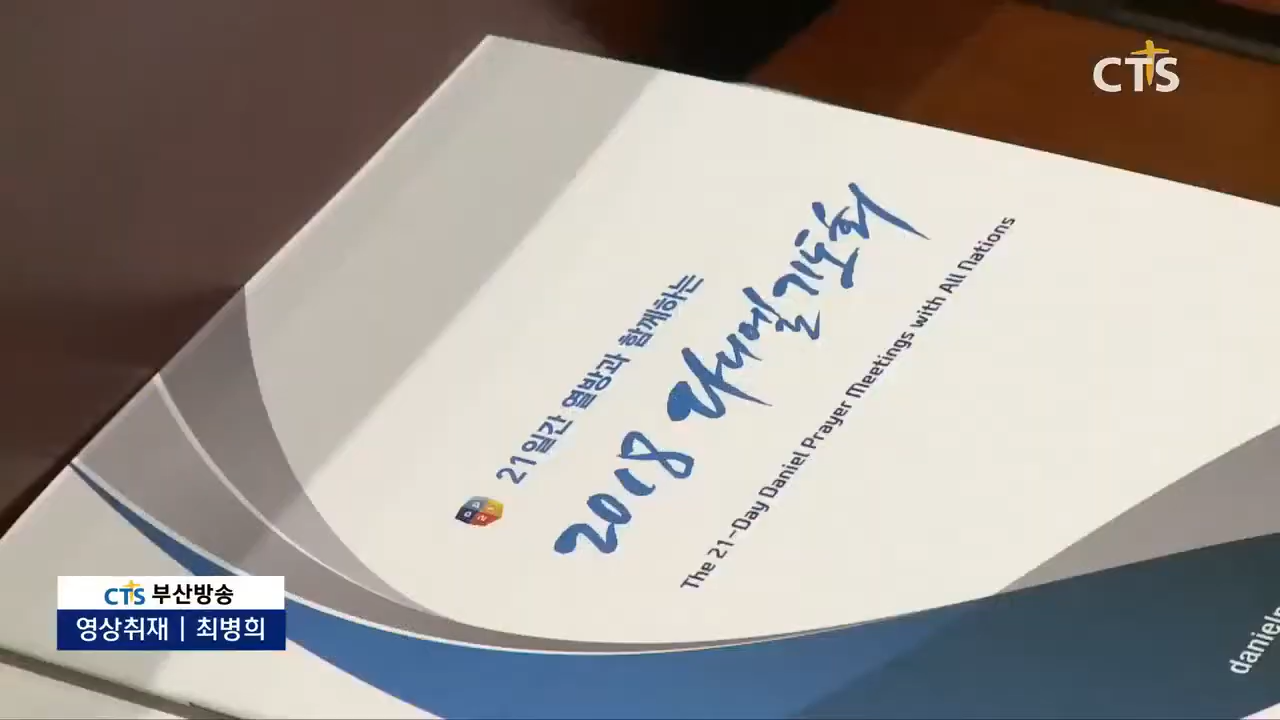 CTS
21일간 열방과 함께하는
2018 다니엘기도회
The 21-Day Daniel Prayer Meetings with All Nations
CTS 부산방송
영상취재 | 최병희